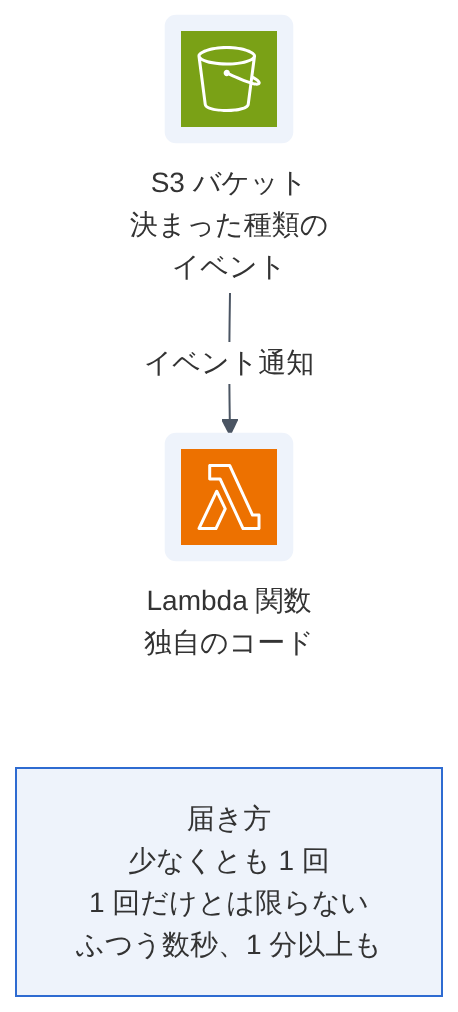 S3 バケット
決まった種類の
イベント
イベント通知
Lambda 関数
独自のコード
届き方
少なくとも 1 回
1 回だけとは限らない
ふつう数秒、1 分以上も